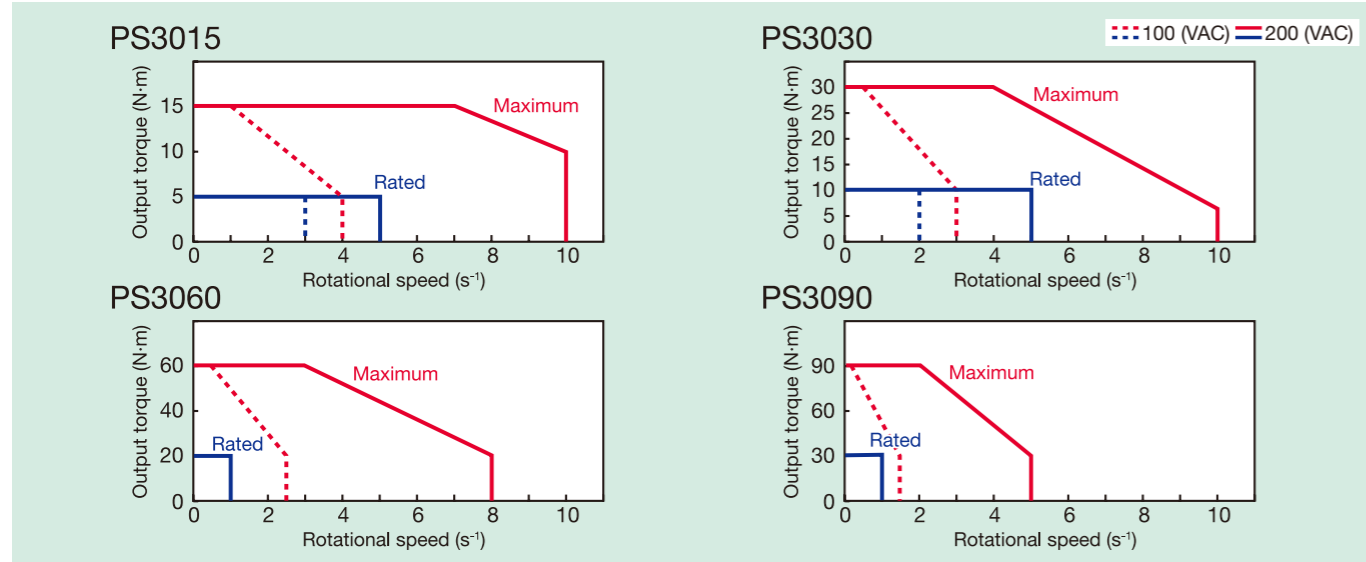 PS3015
PS3030
100 (VAC) 200 (VAC)
Output torque (N·m)
15
10
5
0
Maximum
Rated
0 2 4 6 8 10
Rotational speed (s⁻¹)
Output torque (N·m)
30
25
20
15
10
5
0
Maximum
Rated
0 2 4 6 8 10
Rotational speed (s⁻¹)
PS3060
PS3090
Output torque (N·m)
60
40
20
0
Maximum
Rated
0 2 4 6 8 10
Rotational speed (s⁻¹)
Output torque (N·m)
90
60
30
0
Maximum
Rated
0 2 4 6 8 10
Rotational speed (s⁻¹)